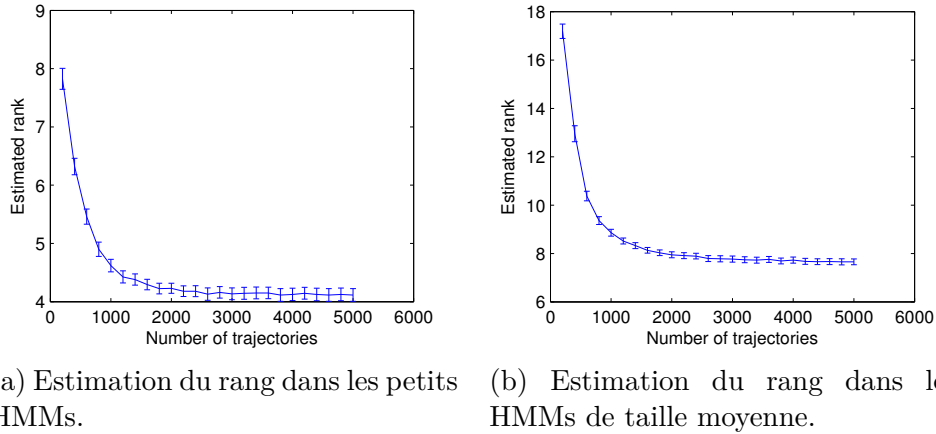 9
8
7
6
5
4
0 1000 2000 3000 4000 5000 6000
Estimated rank
Number of trajectories
18
16
14
12
10
8
6
0 1000 2000 3000 4000 5000 6000
Estimated rank
Number of trajectories
a) Estimation du rang dans les petits
HMMs.
(b) Estimation du rang dans le
HMMs de taille moyenne.